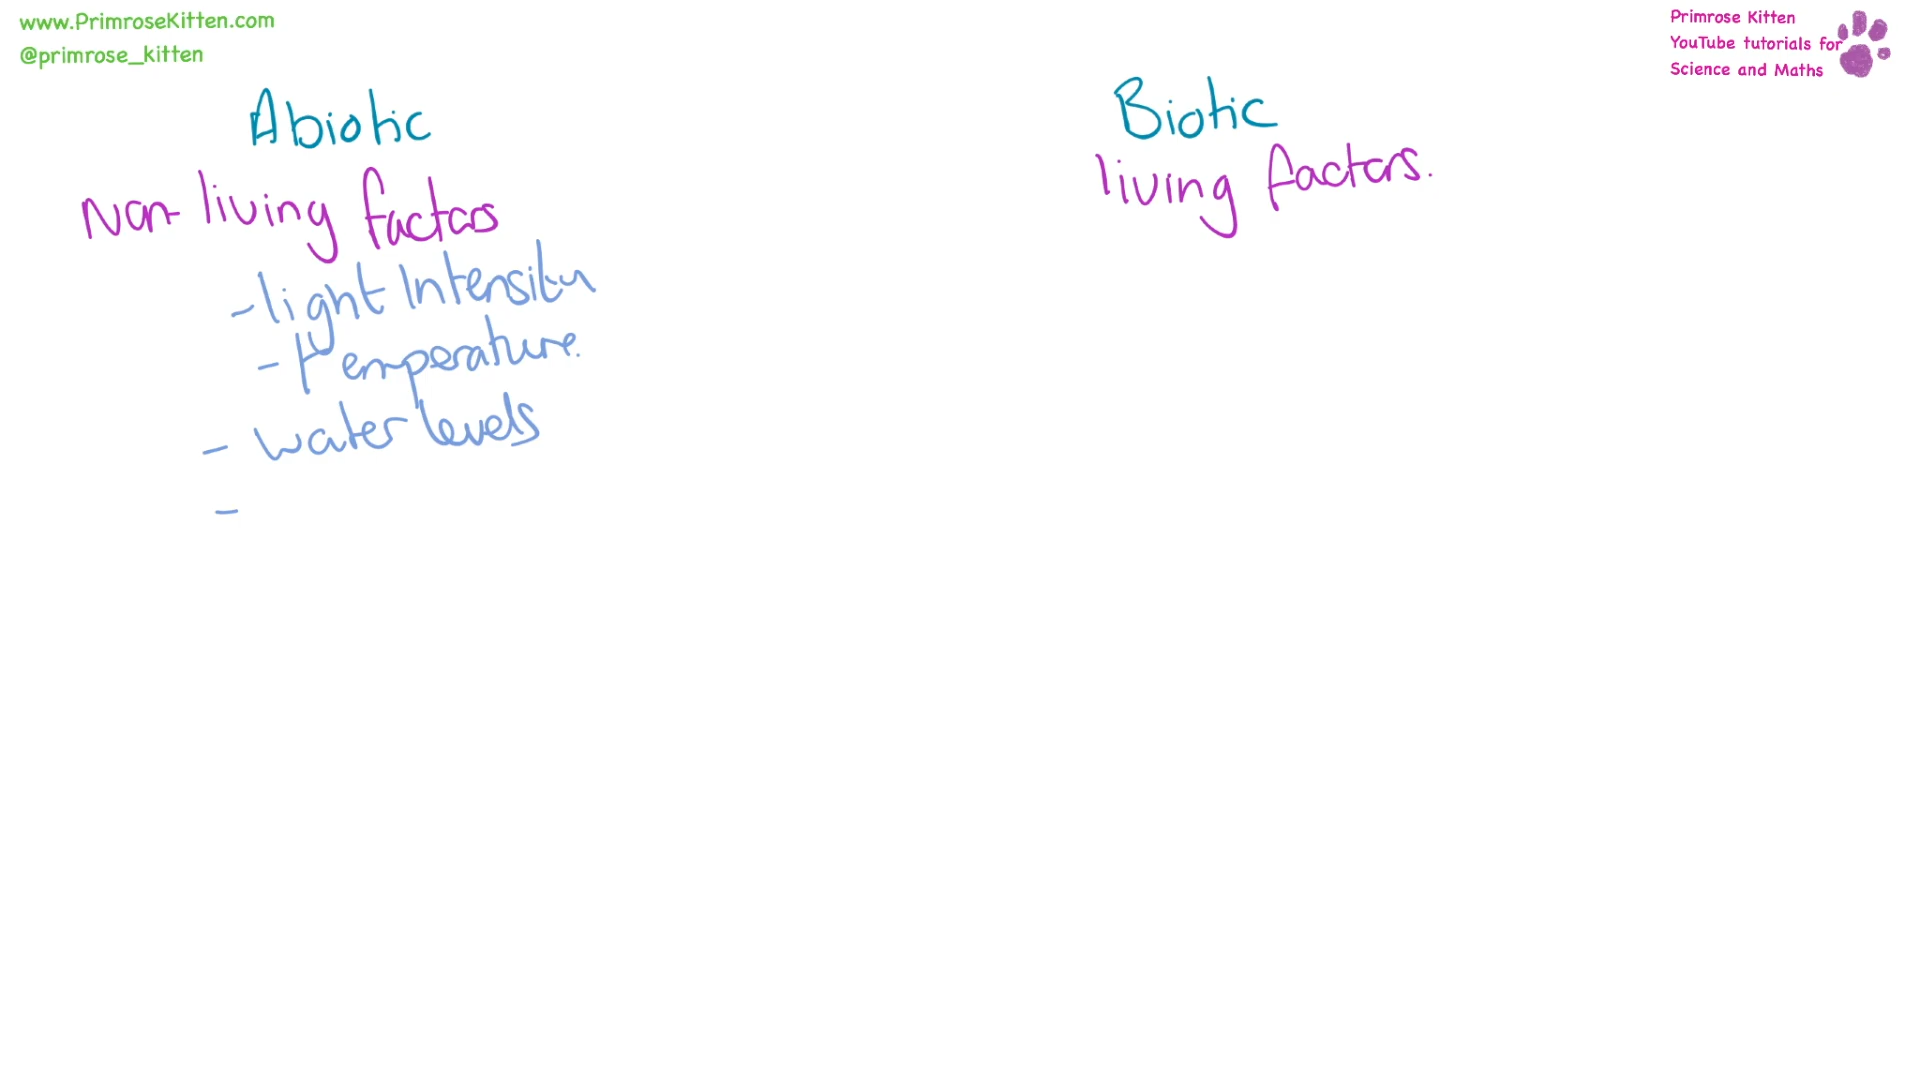 www.PrimroseKitten.com
@primrose_kitten
Primrose Kitten
YouTube tutorials for
Science and Maths
Abiotic
Non-living factors
- light Intensity
- temperature.
- water levels
-
Biotic
living factors.